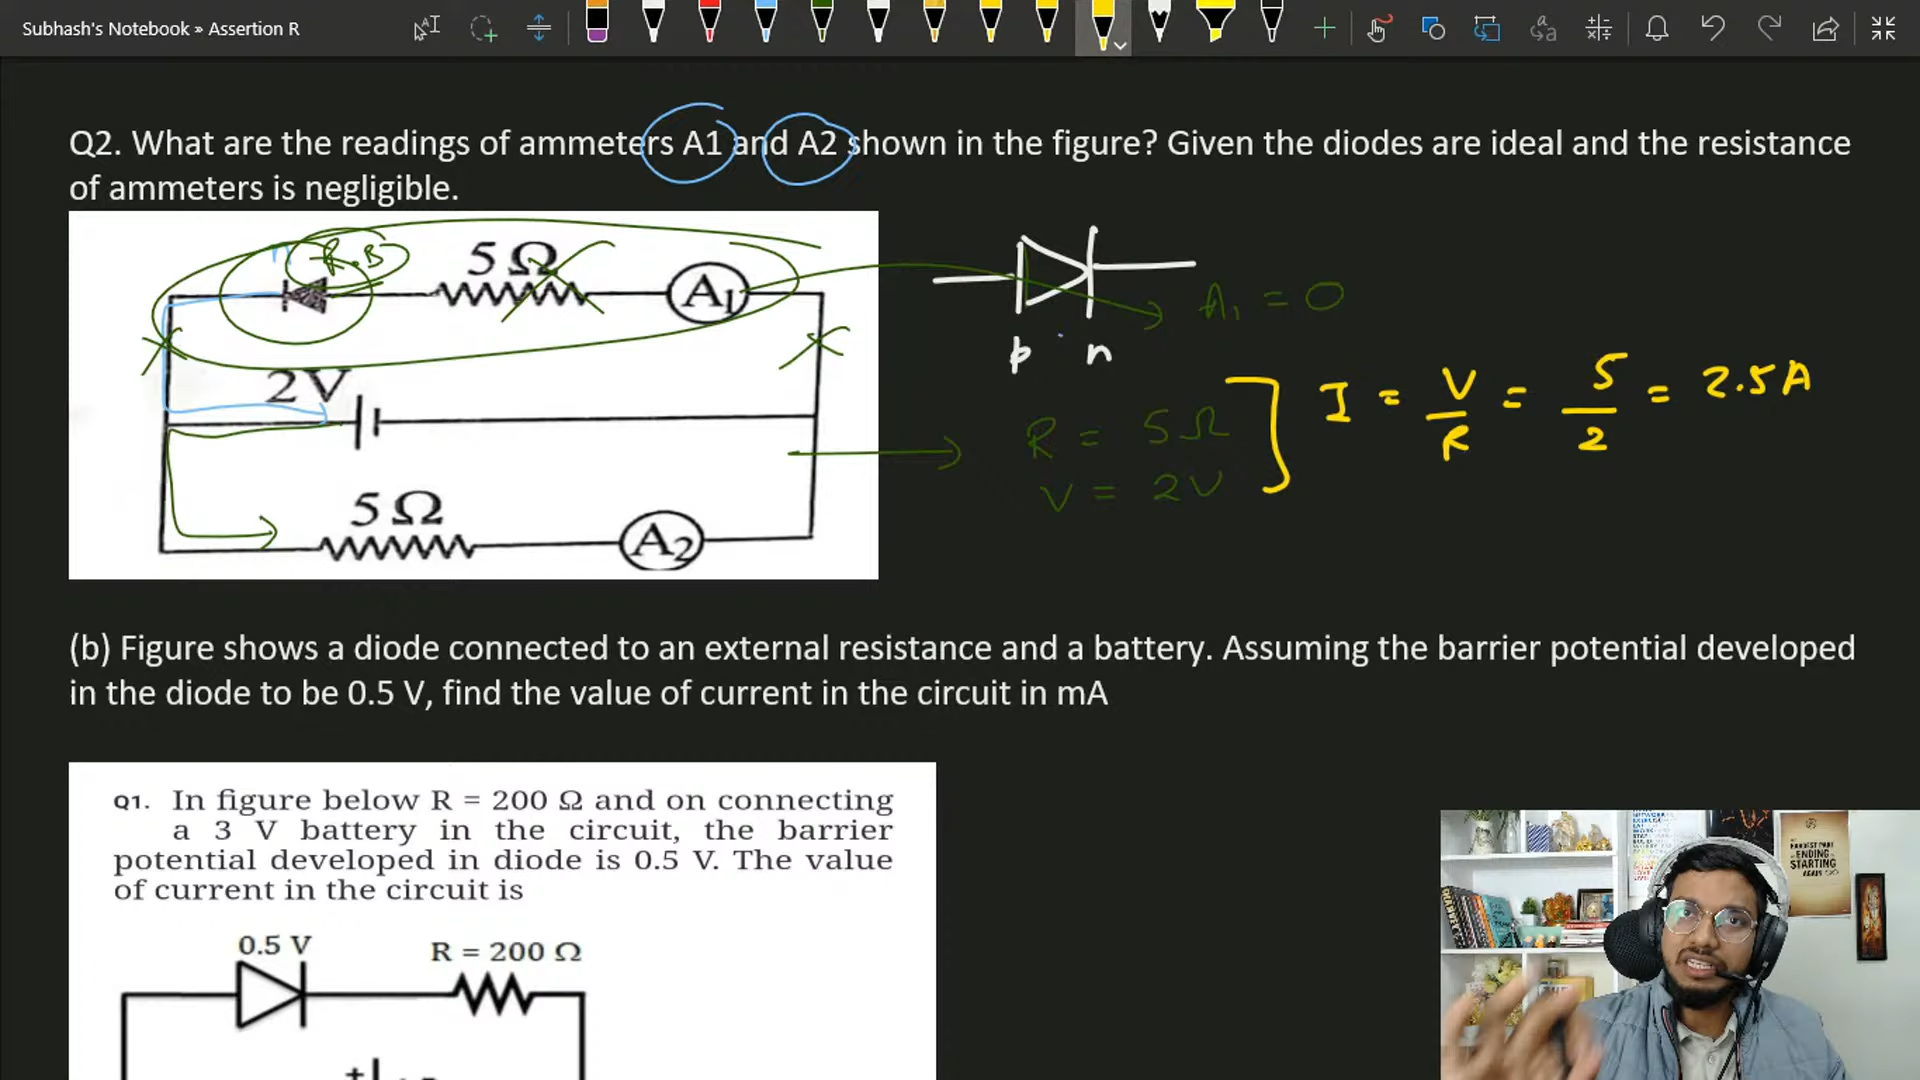 Subhash's Notebook » Assertion R
Q2. What are the readings of ammeters A1 and A2 shown in the figure? Given the diodes are ideal and the resistance
of ammeters is negligible.
n R.B 5 Ω
A1
A₁ = 0
p n
2V
I = V/R = 5/2 = 2.5A
R = 5Ω
V = 2V
5 Ω
A2
(b) Figure shows a diode connected to an external resistance and a battery. Assuming the barrier potential developed
in the diode to be 0.5 V, find the value of current in the circuit in mA
Q1. In figure below R = 200 Ω and on connecting
a 3 V battery in the circuit, the barrier
potential developed in diode is 0.5 V. The value
of current in the circuit is
0.5 V R = 200 Ω
+
HARDEST PART
ENDING
STARTING
AGAIN